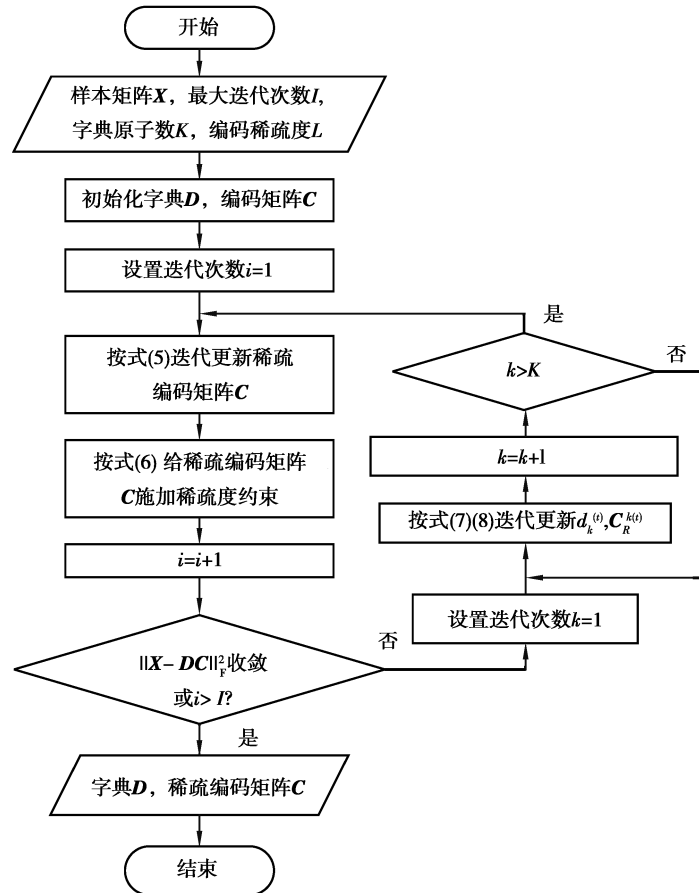 开始
样本矩阵X，最大迭代次数I,
字典原子数K，编码稀疏度L
初始化字典D，编码矩阵C
设置迭代次数i=1
按式(5)迭代更新稀疏
编码矩阵C
按式(6) 给稀疏编码矩阵
C施加稀疏度约束
i=i+1
||X-DC||²_F收敛
或i>I?
是
字典D，稀疏编码矩阵C
结束
否
设置迭代次数k=1
按式(7)(8)迭代更新d_k^(t),C_R^k(t)
k=k+1
k>K
是
否